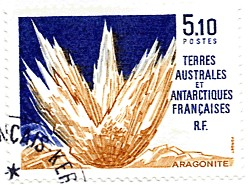 5,10
POSTES
TERRES
AUSTRALES
ET
ANTARCTIQUES
FRANÇAISES
R.F.
ARAGONITE